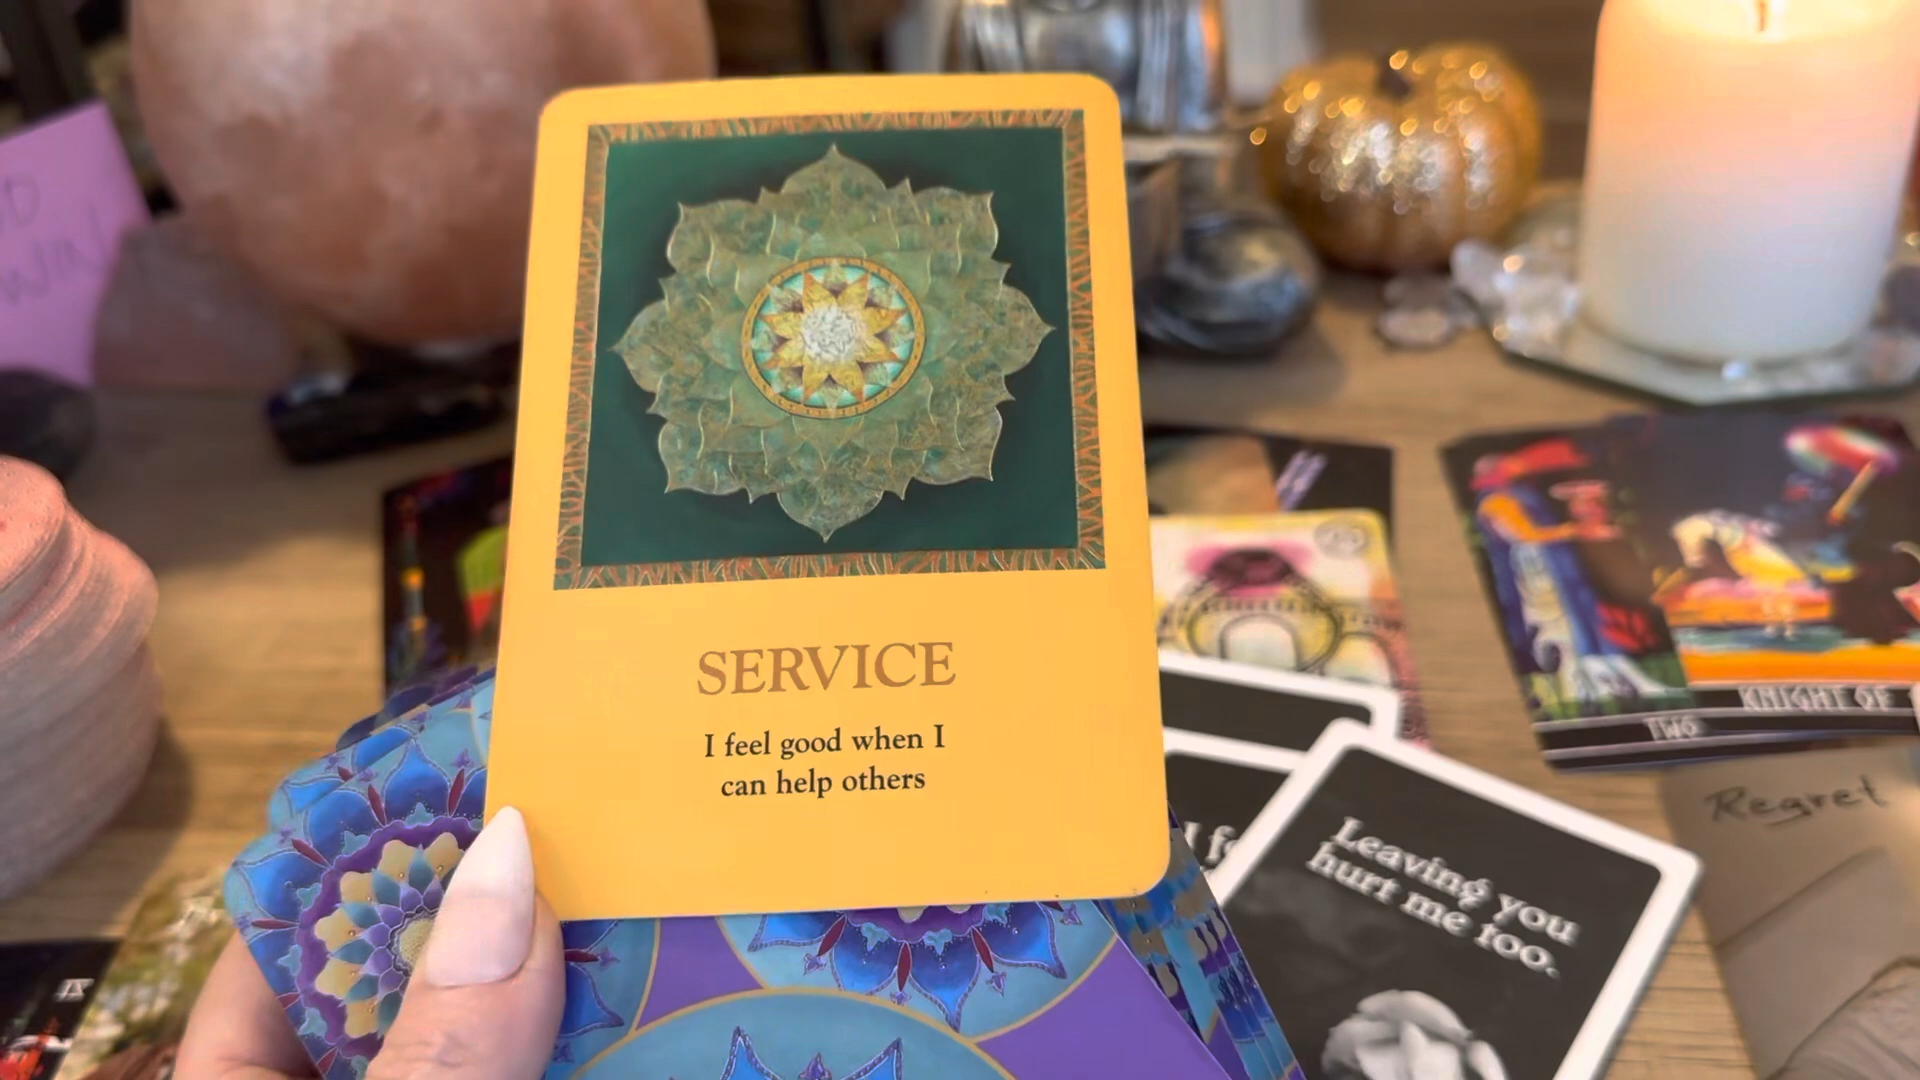 SERVICE
I feel good when I
can help others
KNIGHT OF
TWO
Regret
Leaving you
hurt me too.